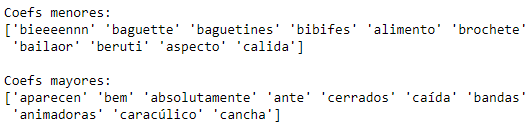 Coefs menores:
['bieeeennn' 'baguette' 'baguetines' 'bibifes' 'alimento' 'brochete'
 'bailaor' 'beruti' 'aspecto' 'calida']

Coefs mayores:
['aparecen' 'bem' 'absolutamente' 'ante' 'cerrados' 'caída' 'bandas'
 'animadoras' 'caracúlico' 'cancha']